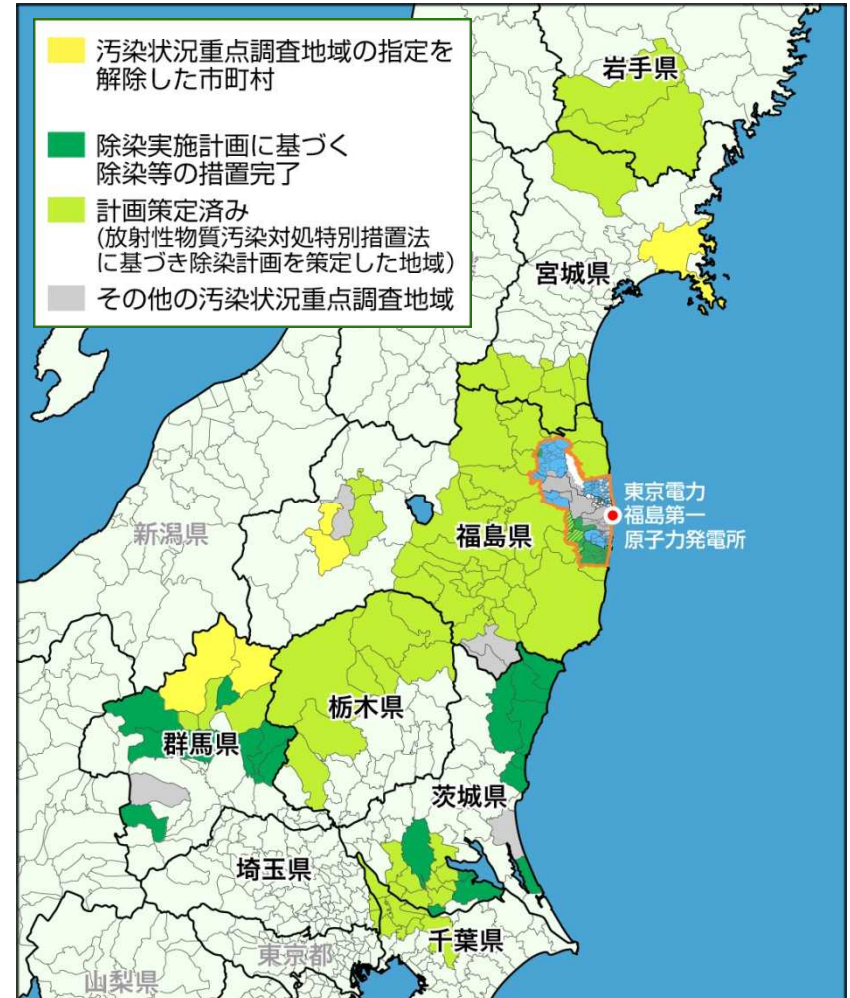 汚染状況重点調査地域の指定を
解除した市町村
除染実施計画に基づく
除染等の措置完了
計画策定済み
(放射性物質汚染対処特別措置法
に基づき除染計画を策定した地域)
その他の汚染状況重点調査地域
岩手県
宮城県
東京電力
福島第一
原子力発電所
新潟県
福島県
栃木県
群馬県
茨城県
埼玉県
千葉県
東京都
山梨県